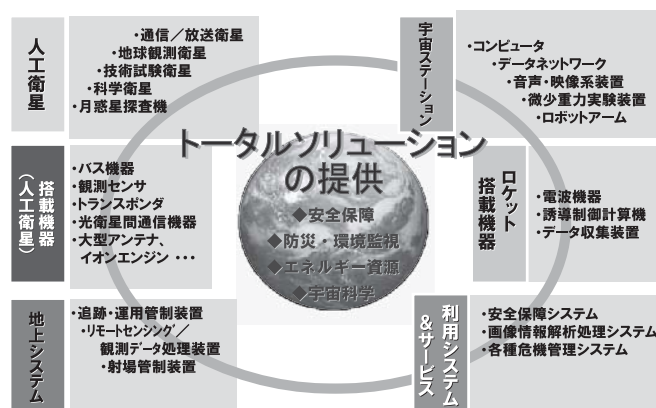 人工衛星
・通信／放送衛星
・地球観測衛星
・技術試験衛星
・科学衛星
・月惑星探査機
宇宙ステーション
・コンピュータ
・データネットワーク
・音声・映像系装置
・微少重力実験装置
・ロボットアーム
トータルソリューション
の提供
◆安全保障
◆防災・環境監視
◆エネルギー資源
◆宇宙科学
搭載機器
（人工衛星）
・バス機器
・観測センサ
・トランスポンダ
・光衛星間通信機器
・大型アンテナ、
イオンエンジン ・・・
ロケット
搭載機器
・電波機器
・誘導制御計算機
・データ収集装置
地上システム
・追跡・運用管制装置
・リモートセンシング／
観測データ処理装置
・射場管制装置
利用システム
&サービス
・安全保障システム
・画像情報解析処理システム
・各種危機管理システム